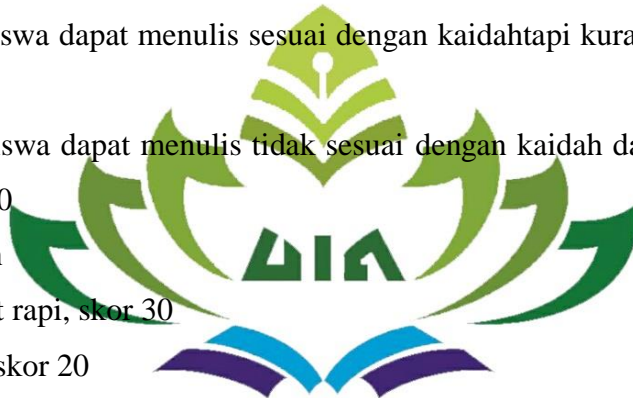 swa dapat menulis sesuai dengan kaidahtapi kura
swa dapat menulis tidak sesuai dengan kaidah da
0
UIN
t rapi, skor 30
skor 20